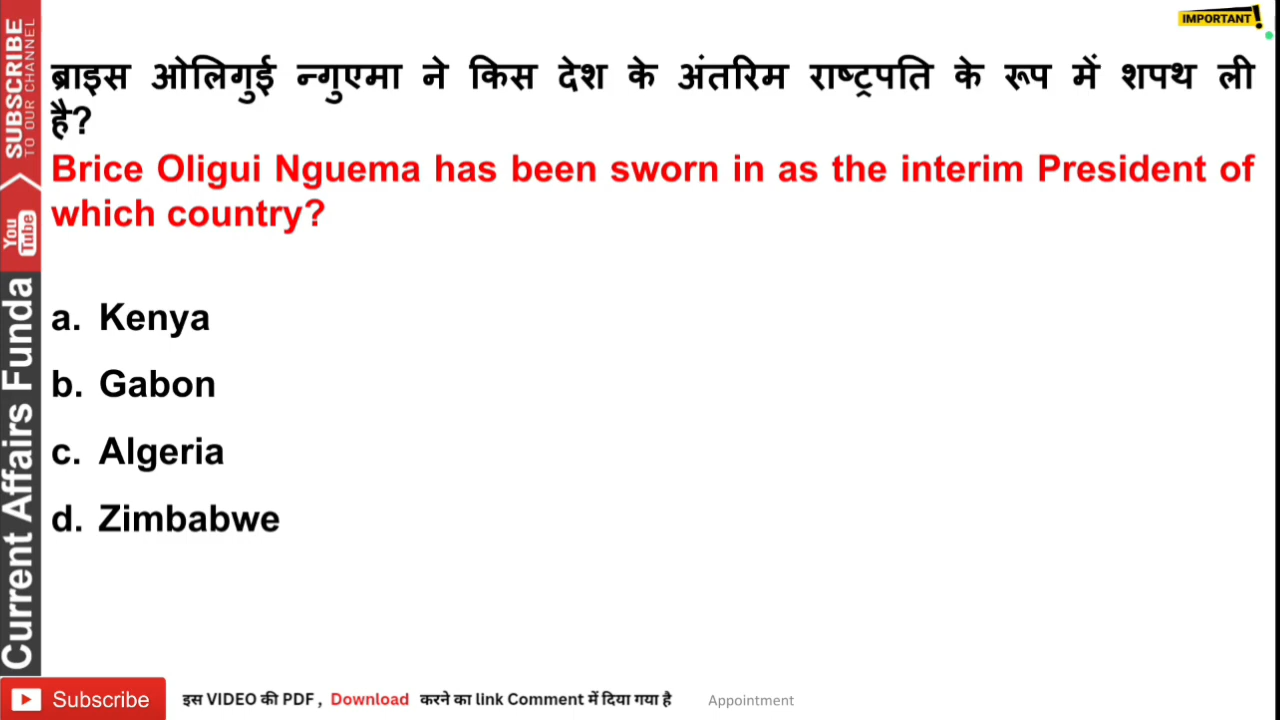 IMPORTANT!
ब्राइस ओलिगुई न्गुएमा ने किस देश के अंतरिम राष्ट्रपति के रूप में शपथ ली
है?
Brice Oligui Nguema has been sworn in as the interim President of
which country?
a. Kenya
b. Gabon
c. Algeria
d. Zimbabwe
SUBSCRIBE
TO OUR CHANNEL
You
Tube
Current Affairs Funda
Subscribe
इस VIDEO की PDF , Download करने का link Comment में दिया गया है
Appointment